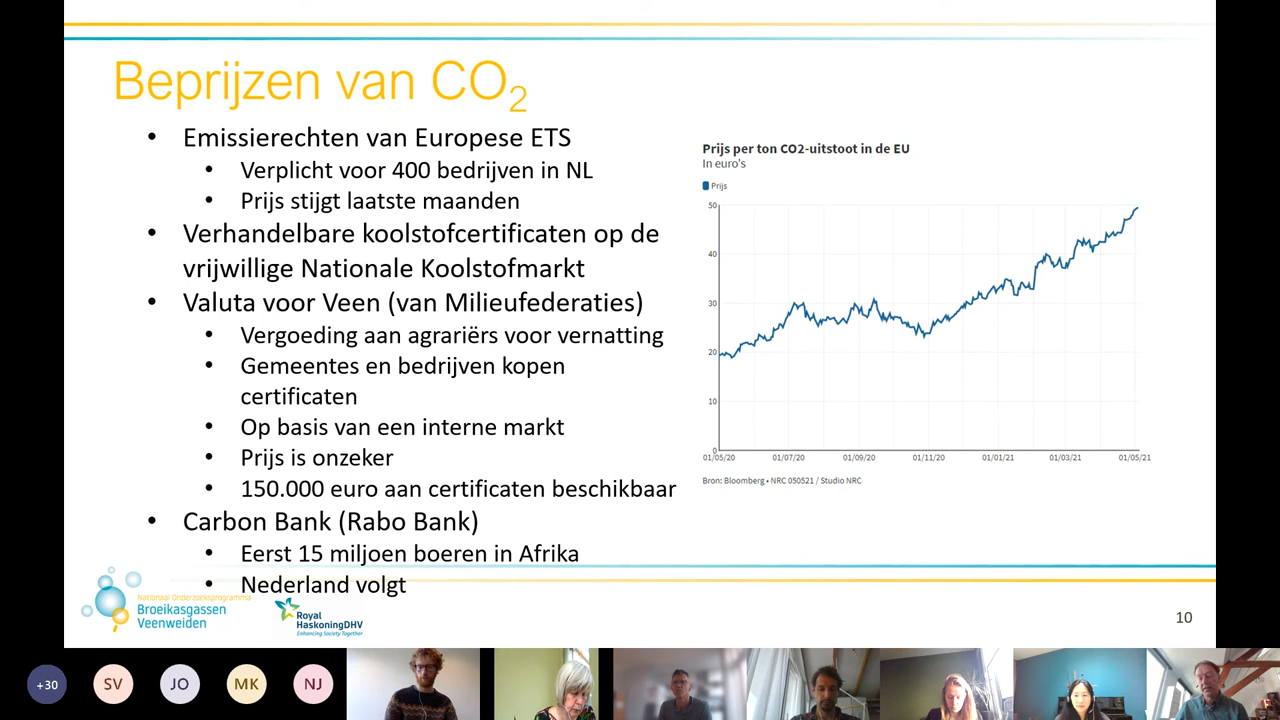 Beprijzen van CO2
• Emissierechten van Europese ETS
• Verplicht voor 400 bedrijven in NL
• Prijs stijgt laatste maanden
• Verhandelbare koolstofcertificaten op de
vrijwillige Nationale Koolstofmarkt
• Valuta voor Veen (van Milieufederaties)
• Vergoeding aan agrariërs voor vernatting
• Gemeentes en bedrijven kopen
certificaten
• Op basis van een interne markt
• Prijs is onzeker
• 150.000 euro aan certificaten beschikbaar
• Carbon Bank (Rabo Bank)
• Eerst 15 miljoen boeren in Afrika
• Nederland volgt
Prijs per ton CO2-uitstoot in de EU
In euro's
Prijs
50
40
30
20
10
0
01/05/20 01/07/20 01/09/20 01/11/20 01/01/21 01/03/21 01/05/21
Bron: Bloomberg • NRC 050521 / Studio NRC
Nationaal Onderzoeksprogramma
Broeikasgassen
Veenweiden
Royal
HaskoningDHV
Enhancing Society Together
10
+30 SV JO MK NJ